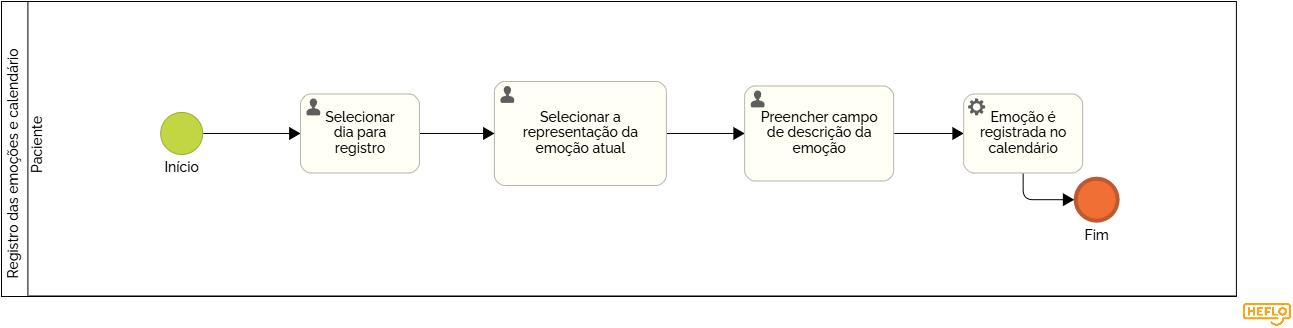 Registro das emoções e calendário
Paciente
Início
Selecionar
dia para
registro
Selecionar a
representação da
emoção atual
Preencher campo
de descrição da
emoção
Emoção é
registrada no
calendário
Fim
HEFLO